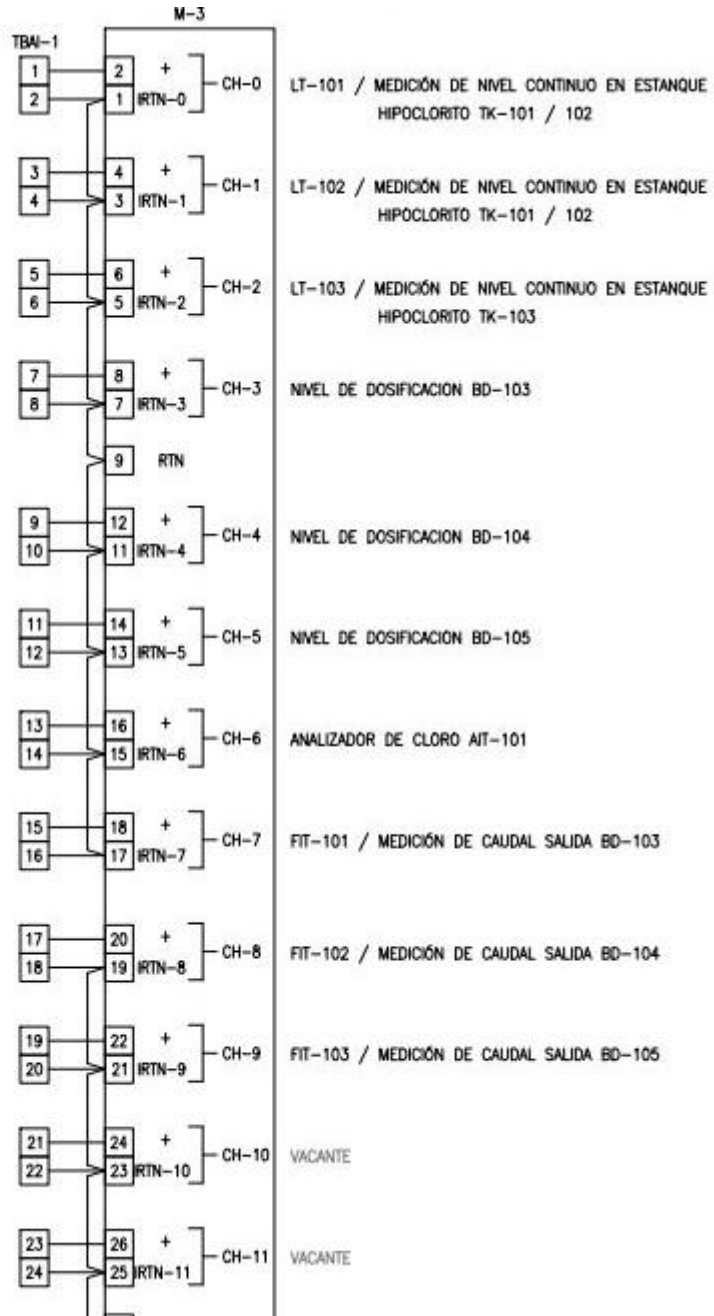 M-3
TBAI-1
1 2 + CH-0 LT-101 / MEDICIÓN DE NIVEL CONTINUO EN ESTANQUE
2 1 IRTN-0 HIPOCLORITO TK-101 / 102
3 4 + CH-1 LT-102 / MEDICIÓN DE NIVEL CONTINUO EN ESTANQUE
4 3 IRTN-1 HIPOCLORITO TK-101 / 102
5 6 + CH-2 LT-103 / MEDICIÓN DE NIVEL CONTINUO EN ESTANQUE
6 5 IRTN-2 HIPOCLORITO TK-103
7 8 + CH-3 NIVEL DE DOSIFICACION BD-103
8 7 IRTN-3
9 RTN
9 12 + CH-4 NIVEL DE DOSIFICACION BD-104
10 11 IRTN-4
11 14 + CH-5 NIVEL DE DOSIFICACION BD-105
12 13 IRTN-5
13 16 + CH-6 ANALIZADOR DE CLORO AIT-101
14 15 IRTN-6
15 18 + CH-7 FIT-101 / MEDICIÓN DE CAUDAL SALIDA BD-103
16 17 IRTN-7
17 20 + CH-8 FIT-102 / MEDICIÓN DE CAUDAL SALIDA BD-104
18 19 IRTN-8
19 22 + CH-9 FIT-103 / MEDICIÓN DE CAUDAL SALIDA BD-105
20 21 IRTN-9
21 24 + CH-10 VACANTE
22 23 IRTN-10
23 26 + CH-11 VACANTE
24 25 IRTN-11